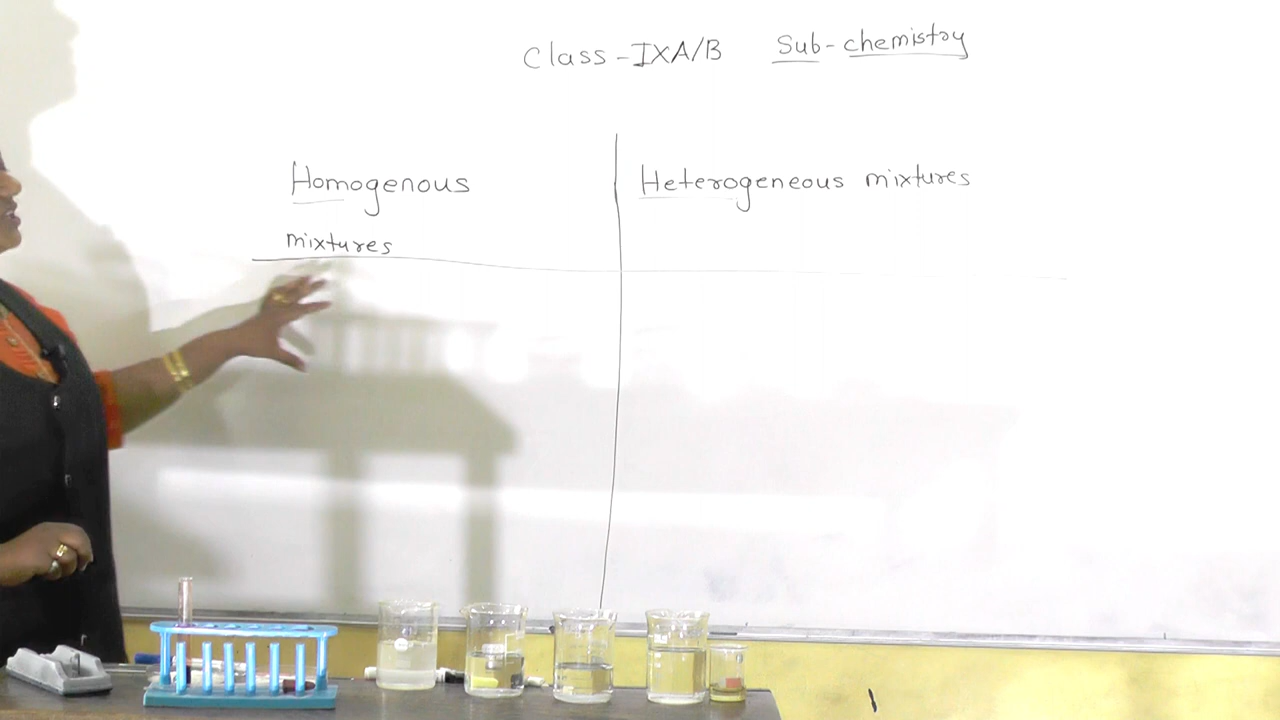 Class-IXA/B Sub-chemistry
Homogenous
mixtures
Heterogeneous mixtures